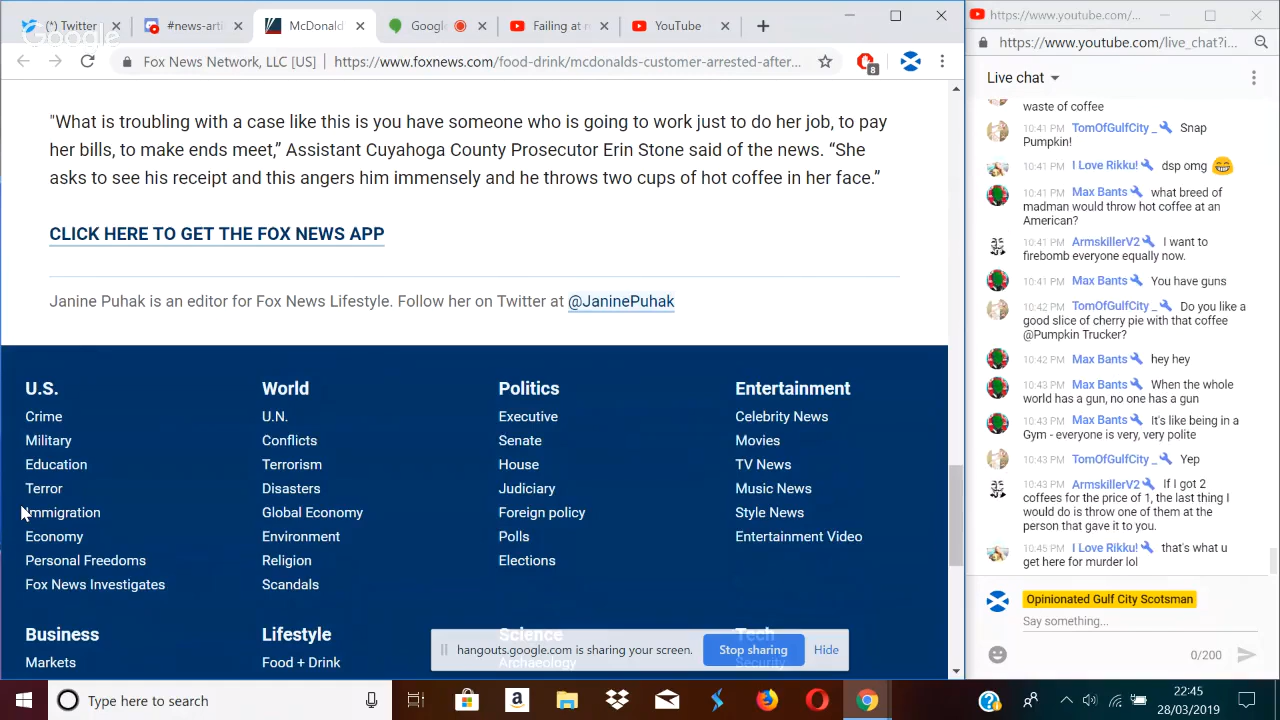 (*) Twitter
#news-arti
McDonald
Google
Failing at r
YouTube
Google
Fox News Network, LLC [US]
https://www.foxnews.com/food-drink/mcdonalds-customer-arrested-after...
8
"What is troubling with a case like this is you have someone who is going to work just to do her job, to pay
her bills, to make ends meet,” Assistant Cuyahoga County Prosecutor Erin Stone said of the news. “She
asks to see his receipt and this angers him immensely and he throws two cups of hot coffee in her face.”
CLICK HERE TO GET THE FOX NEWS APP
Janine Puhak is an editor for Fox News Lifestyle. Follow her on Twitter at @JaninePuhak
U.S.
Crime
Military
Education
Terror
Immigration
Economy
Personal Freedoms
Fox News Investigates
Business
Markets
World
U.N.
Conflicts
Terrorism
Disasters
Global Economy
Environment
Religion
Scandals
Lifestyle
Food + Drink
Politics
Executive
Senate
House
Judiciary
Foreign policy
Polls
Elections
Science
Archaeology
Entertainment
Celebrity News
Movies
TV News
Music News
Style News
Entertainment Video
Tech
Security
hangouts.google.com is sharing your screen.
Stop sharing
Hide
https://www.youtube.com/...
https://www.youtube.com/live_chat?i...
Live chat
waste of coffee
10:41 PM TomOfGulfCity _ Snap
Pumpkin!
10:41 PM I Love Rikku! dsp omg 😂
10:41 PM Max Bants what breed of
madman would throw hot coffee at an
American?
10:41 PM ArmskillerV2 I want to
firebomb everyone equally now.
10:41 PM Max Bants You have guns
10:42 PM TomOfGulfCity _ Do you like a
good slice of cherry pie with that coffee
@Pumpkin Trucker?
10:42 PM Max Bants hey hey
10:43 PM Max Bants When the whole
world has a gun, no one has a gun
10:43 PM Max Bants It's like being in a
Gym - everyone is very, very polite
10:43 PM TomOfGulfCity _ Yep
10:43 PM ArmskillerV2 If I got 2
coffees for the price of 1, the last thing I
would do is throw one of them at the
person that gave it to you.
10:45 PM I Love Rikku! that's what u
get here for murder lol
Opinionated Gulf City Scotsman
Say something...
0/200
Type here to search
22:45
28/03/2019